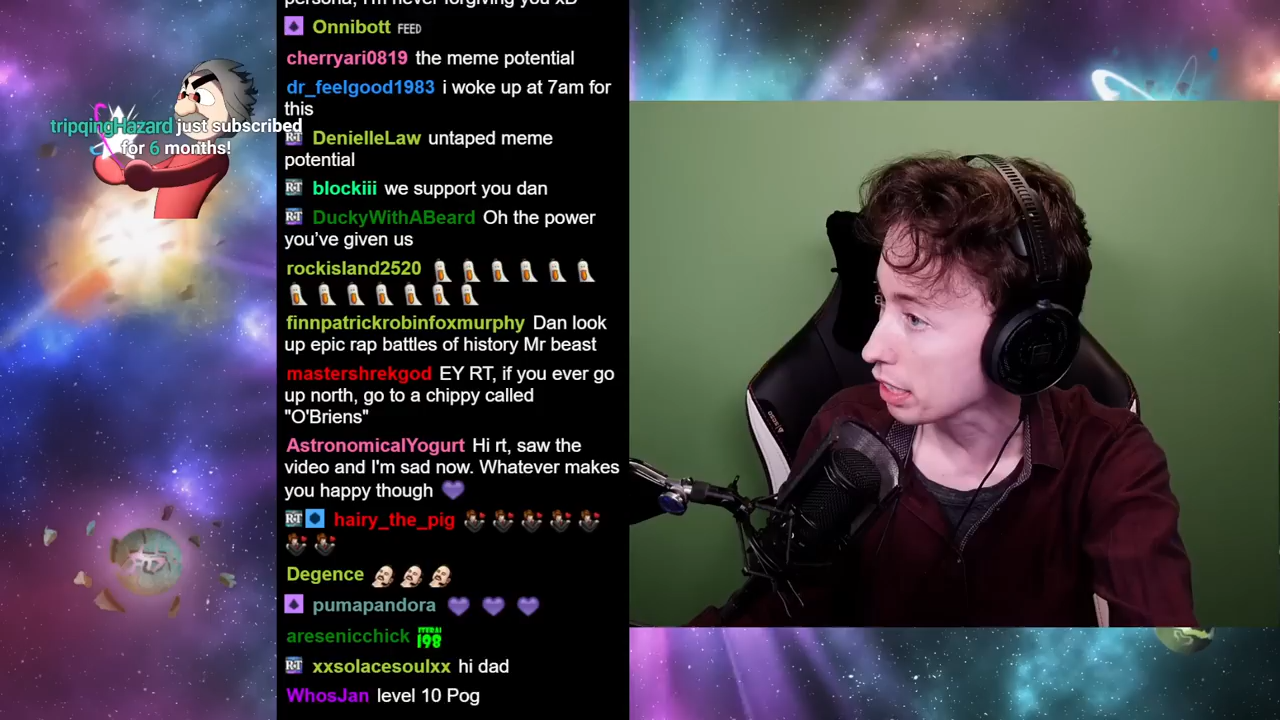 persona, I'm never forgiving you xD
Onnibott FEED
cherryari0819 the meme potential
dr_feelgood1983 i woke up at 7am for
this
DenielleLaw untaped meme
potential
blockiii we support you dan
DuckyWithABeard Oh the power
you've given us
rockisland2520
finnpatrickrobinfoxmurphy Dan look
up epic rap battles of history Mr beast
mastershrekgod EY RT, if you ever go
up north, go to a chippy called
"O'Briens"
AstronomicalYogurt Hi rt, saw the
video and I'm sad now. Whatever makes
you happy though
hairy_the_pig
Degence
pumapandora
aresenicchick
xxsolacesoulxx hi dad
WhosJan level 10 Pog
tripqingHazard just subscribed
for 6 months!